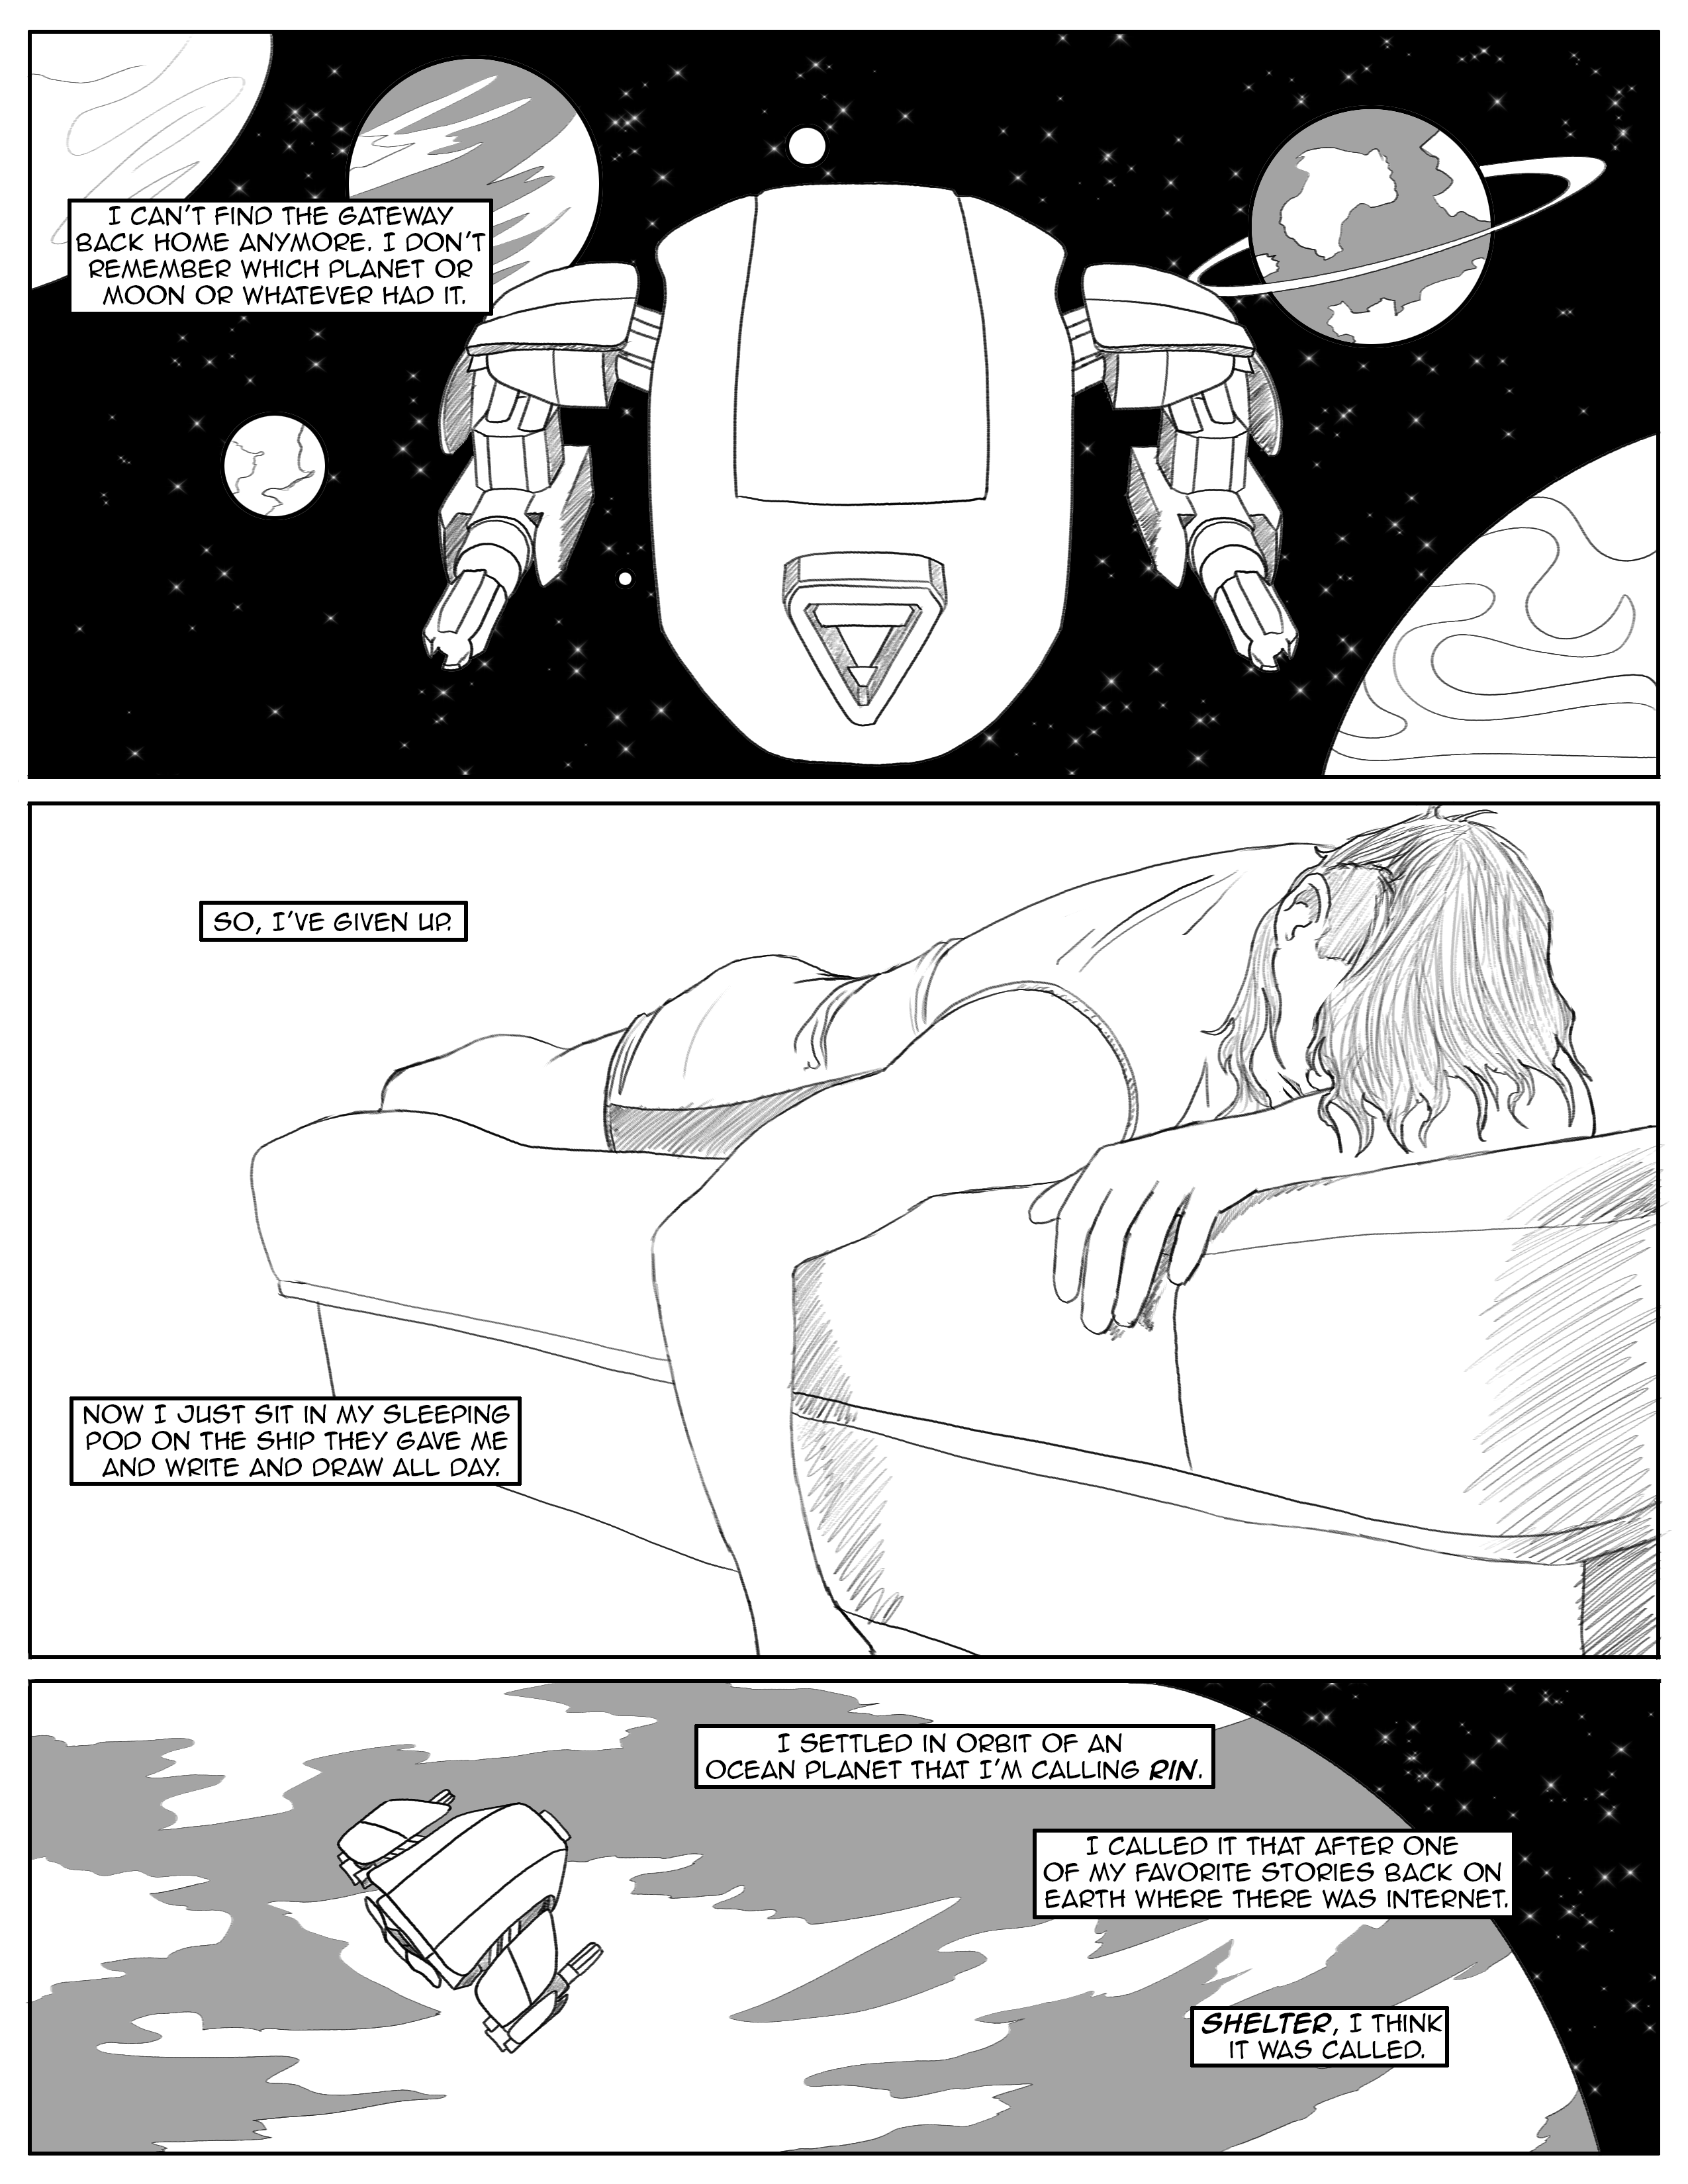 I CAN'T FIND THE GATEWAY
BACK HOME ANYMORE. I DON'T
REMEMBER WHICH PLANET OR
MOON OR WHATEVER HAD IT.
SO, I'VE GIVEN UP.
NOW I JUST SIT IN MY SLEEPING
POD ON THE SHIP THEY GAVE ME
AND WRITE AND DRAW ALL DAY.
I SETTLED IN ORBIT OF AN
OCEAN PLANET THAT I'M CALLING RIN.
I CALLED IT THAT AFTER ONE
OF MY FAVORITE STORIES BACK ON
EARTH WHERE THERE WAS INTERNET.
SHELTER, I THINK
IT WAS CALLED.